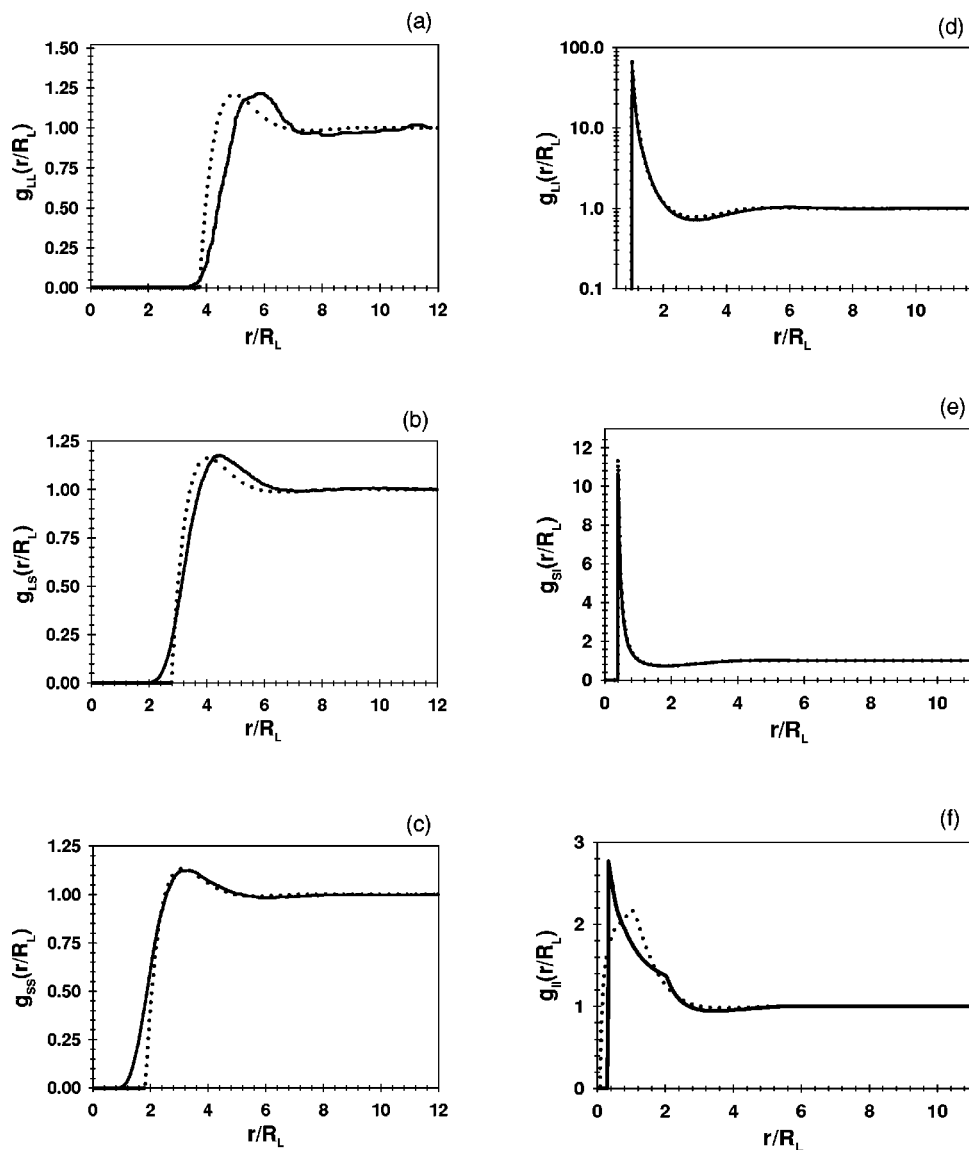 (a)
1.50
1.25
1.00
0.75
0.50
0.25
0.00
g_LL(r/R_L)
0 2 4 6 8 10 12
r/R_L
(b)
1.25
1.00
0.75
0.50
0.25
0.00
g_LS(r/R_L)
0 2 4 6 8 10 12
r/R_L
(c)
1.25
1.00
0.75
0.50
0.25
0.00
g_SS(r/R_L)
0 2 4 6 8 10 12
r/R_L
(d)
100.0
10.0
1.0
0.1
g_LI(r/R_L)
2 4 6 8 10
r/R_L
(e)
12
10
8
6
4
2
0
g_SI(r/R_L)
0 2 4 6 8 10
r/R_L
(f)
3
2
1
0
g_II(r/R_L)
0 2 4 6 8 10
r/R_L